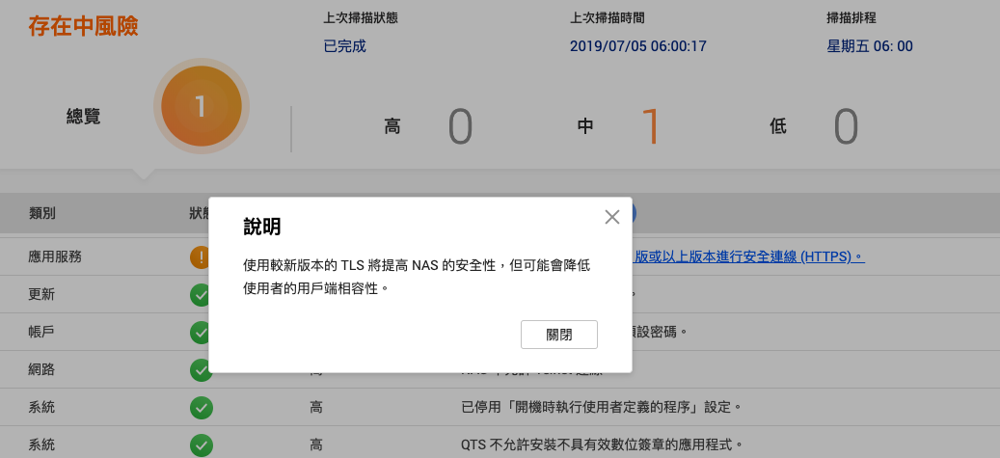 存在中風險
上次掃描狀態
已完成
上次掃描時間
2019/07/05 06:00:17
掃描排程
星期五 06: 00
總覽
1
高 0
中 1
低 0
類別
說明
使用較新版本的 TLS 將提高 NAS 的安全性，但可能會降低
使用者的用戶端相容性。
關閉
應用服務 版或以上版本進行安全連線 (HTTPS)。
更新
帳戶 設密碼。
網路
系統 高 已停用「開機時執行使用者定義的程序」設定。
系統 高 QTS 不允許安裝不具有效數位簽章的應用程式。